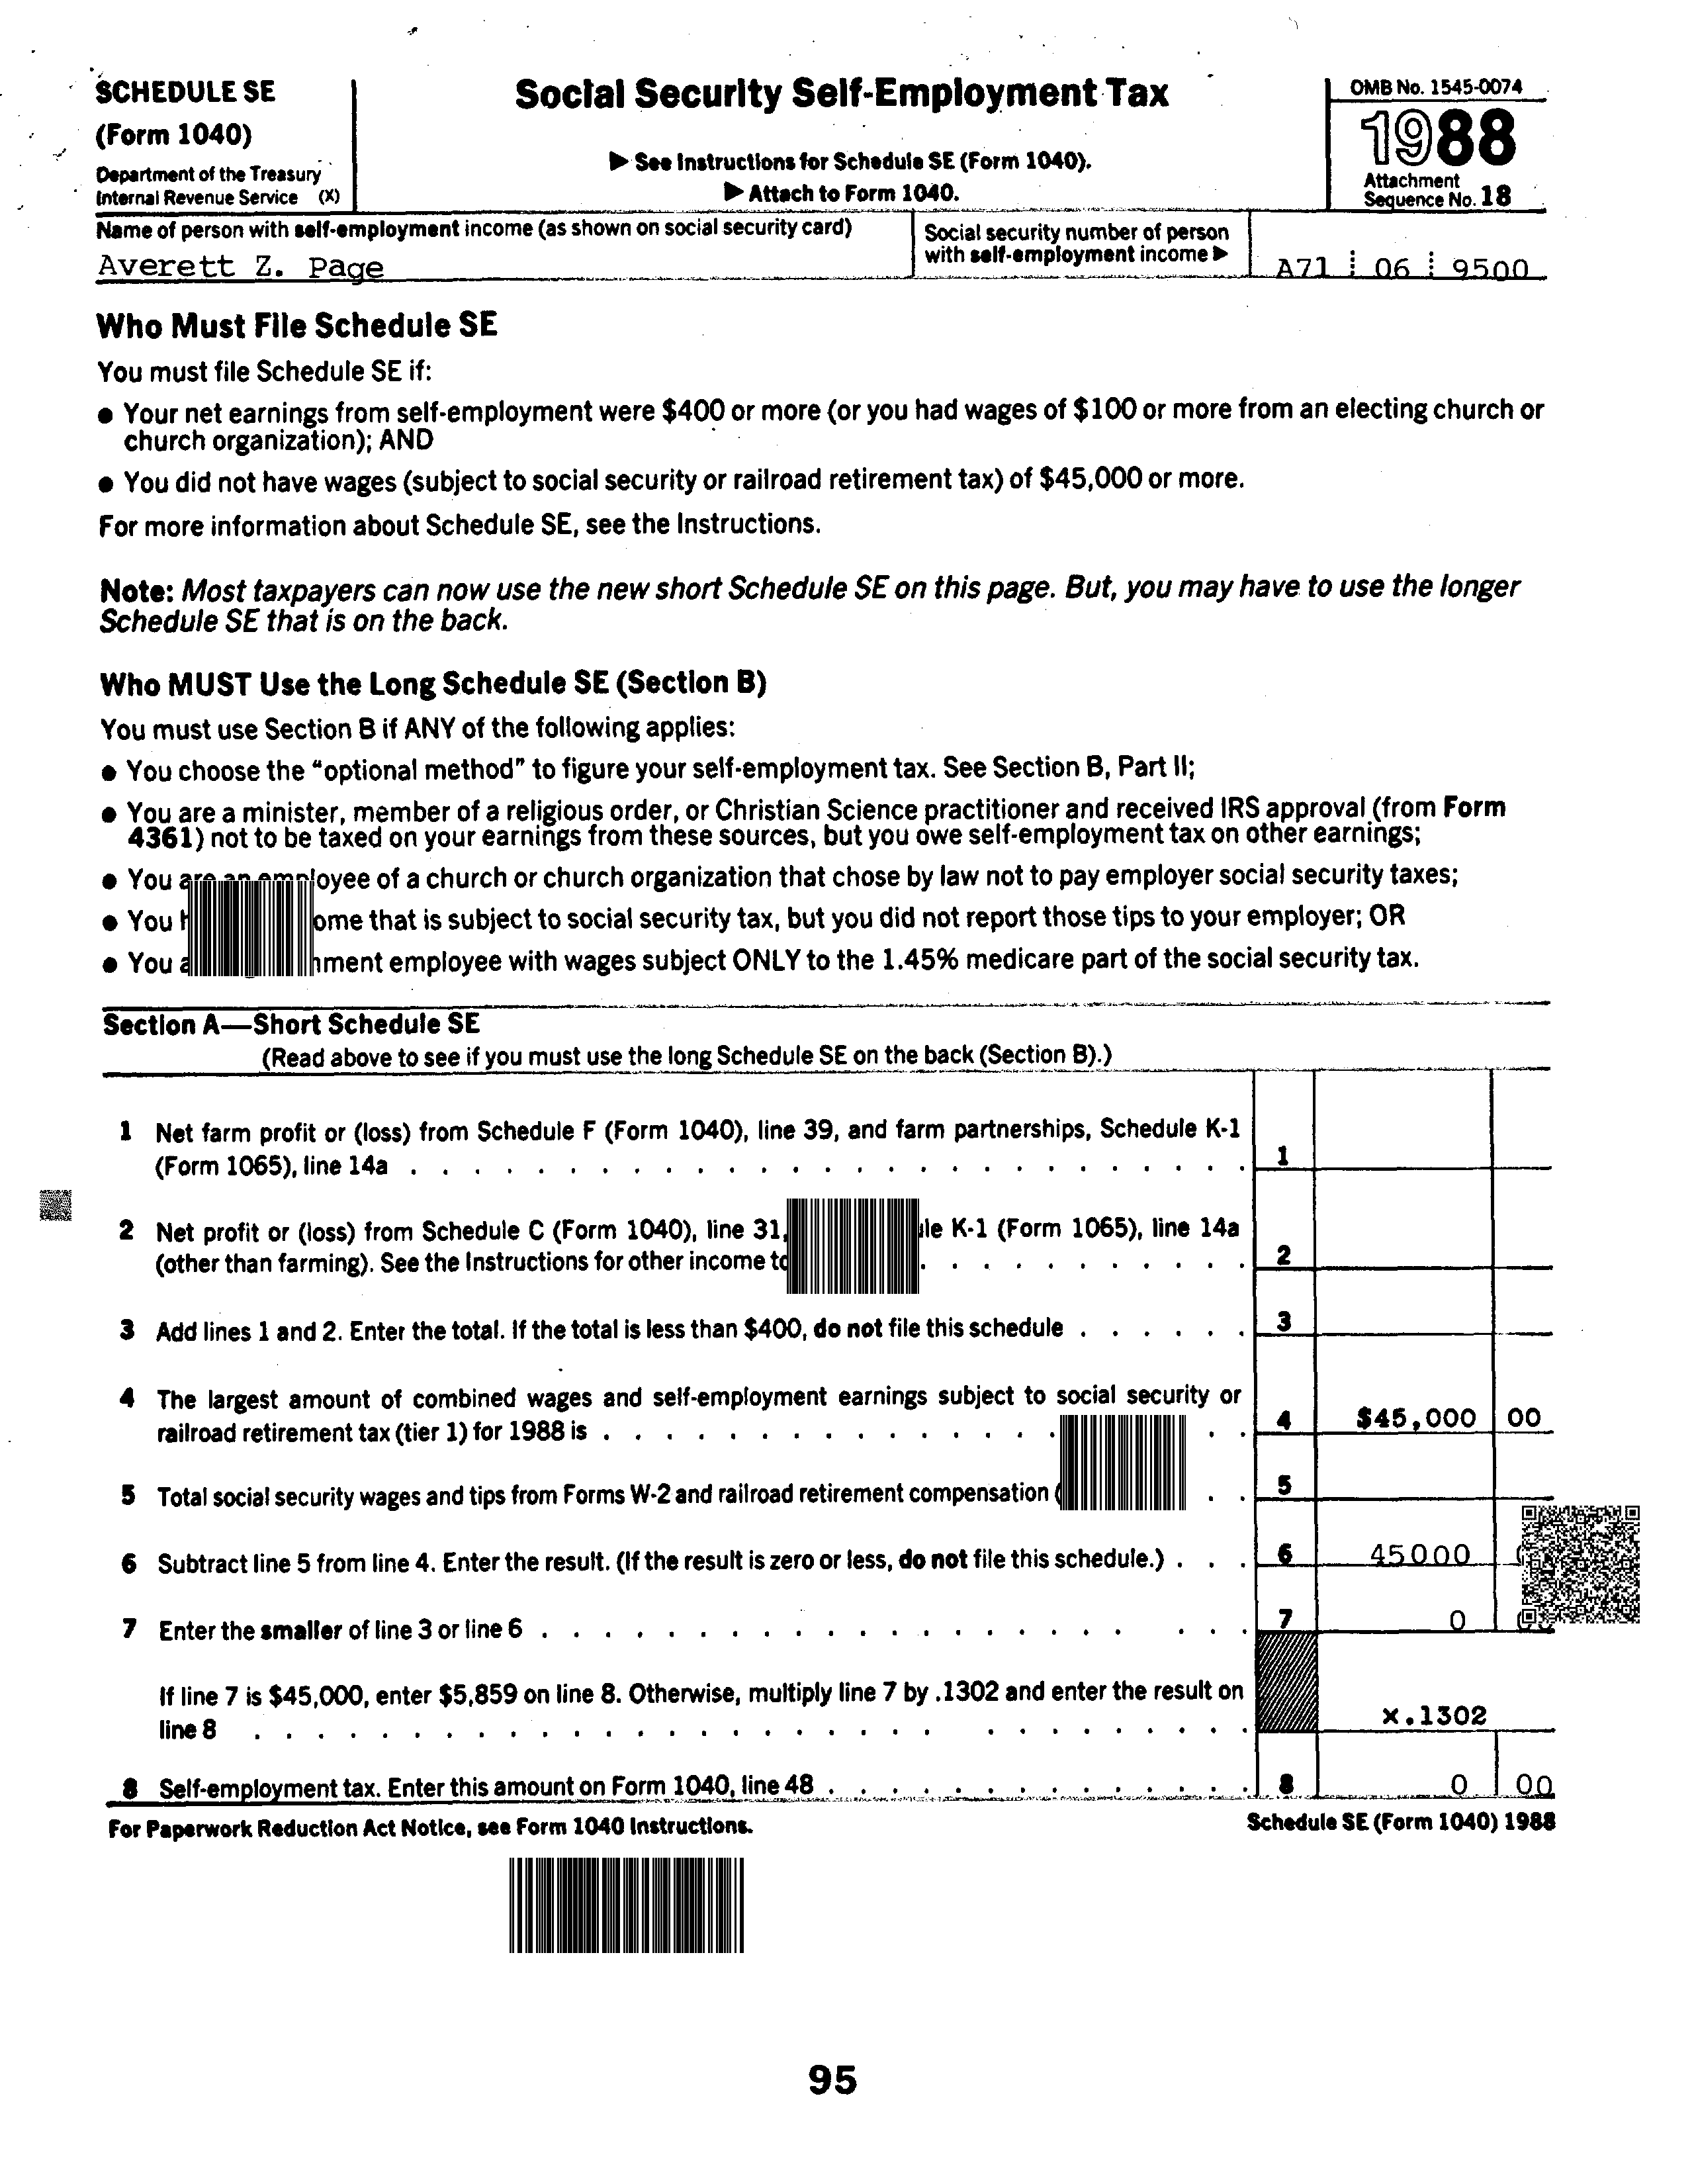 SCHEDULE SE
(Form 1040)
Department of the Treasury
Internal Revenue Service (X)
Social Security Self-Employment Tax
▶ See Instructions for Schedule SE (Form 1040).
▶ Attach to Form 1040.
OMB No. 1545-0074
1988
Attachment
Sequence No. 18
Name of person with self-employment income (as shown on social security card)
Averett Z. Page
Social security number of person
with self-employment income ▶
A71 06 9500
Who Must File Schedule SE
You must file Schedule SE if:
● Your net earnings from self-employment were $400 or more (or you had wages of $100 or more from an electing church or
church organization); AND
● You did not have wages (subject to social security or railroad retirement tax) of $45,000 or more.
For more information about Schedule SE, see the Instructions.
Note: Most taxpayers can now use the new short Schedule SE on this page. But, you may have to use the longer
Schedule SE that is on the back.
Who MUST Use the Long Schedule SE (Section B)
You must use Section B if ANY of the following applies:
● You choose the "optional method" to figure your self-employment tax. See Section B, Part II;
● You are a minister, member of a religious order, or Christian Science practitioner and received IRS approval (from Form
4361) not to be taxed on your earnings from these sources, but you owe self-employment tax on other earnings;
● You are an employee of a church or church organization that chose by law not to pay employer social security taxes;
● You that is subject to social security tax, but you did not report those tips to your employer; OR
● You employee with wages subject ONLY to the 1.45% medicare part of the social security tax.
Section A—Short Schedule SE
(Read above to see if you must use the long Schedule SE on the back (Section B).)
1 Net farm profit or (loss) from Schedule F (Form 1040), line 39, and farm partnerships, Schedule K-1
(Form 1065), line 14a . . . 1
2 Net profit or (loss) from Schedule C (Form 1040), line 31, K-1 (Form 1065), line 14a
(other than farming). See the Instructions for other income . . . 2
3 Add lines 1 and 2. Enter the total. If the total is less than $400, do not file this schedule . . . 3
4 The largest amount of combined wages and self-employment earnings subject to social security or
railroad retirement tax (tier 1) for 1988 is . . . 4 $45,000 00
5 Total social security wages and tips from Forms W-2 and railroad retirement compensation . . 5
6 Subtract line 5 from line 4. Enter the result. (If the result is zero or less, do not file this schedule.) . . . 6 45000
7 Enter the smaller of line 3 or line 6 . . . 7 0
If line 7 is $45,000, enter $5,859 on line 8. Otherwise, multiply line 7 by .1302 and enter the result on
line 8 . . . x.1302
8 Self-employment tax. Enter this amount on Form 1040, line 48 . . . 8 0 00
For Paperwork Reduction Act Notice, see Form 1040 Instructions.
Schedule SE (Form 1040) 1988
95